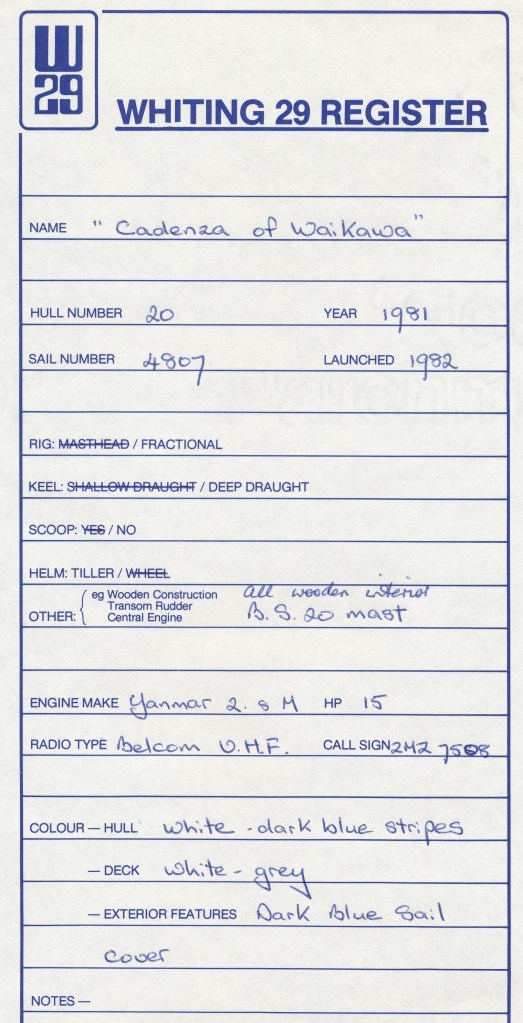 W
29
WHITING 29 REGISTER
NAME "Cadenza of Waikawa"
HULL NUMBER 20 YEAR 1981
SAIL NUMBER 4807 LAUNCHED 1982
RIG: MASTHEAD / FRACTIONAL
KEEL: SHALLOW DRAUGHT / DEEP DRAUGHT
SCOOP: YES / NO
HELM: TILLER / WHEEL
OTHER: { eg Wooden Construction
Transom Rudder
Central Engine
all wooden interior
B.S. 20 mast
ENGINE MAKE Yanmar 2. s M HP 15
RADIO TYPE Belcom V.H.F. CALL SIGN ZMZ 7508
COLOUR — HULL white - dark blue stripes
— DECK white - grey
— EXTERIOR FEATURES Dark Blue Sail
cover
NOTES —